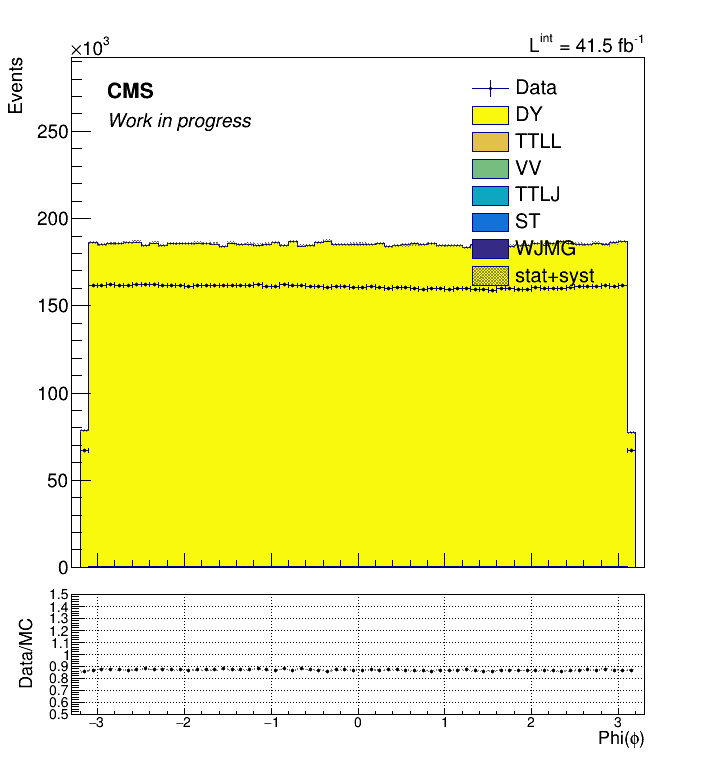 ×10³
L^int = 41.5 fb⁻¹
Events
CMS
Work in progress
Data
DY
TTLL
VV
TTLJ
ST
WJMG
stat+syst
250
200
150
100
50
0
Data/MC
1.5
1.4
1.3
1.2
1.1
1
0.9
0.8
0.7
0.6
0.5
−3 −2 −1 0 1 2 3
Phi(ϕ)